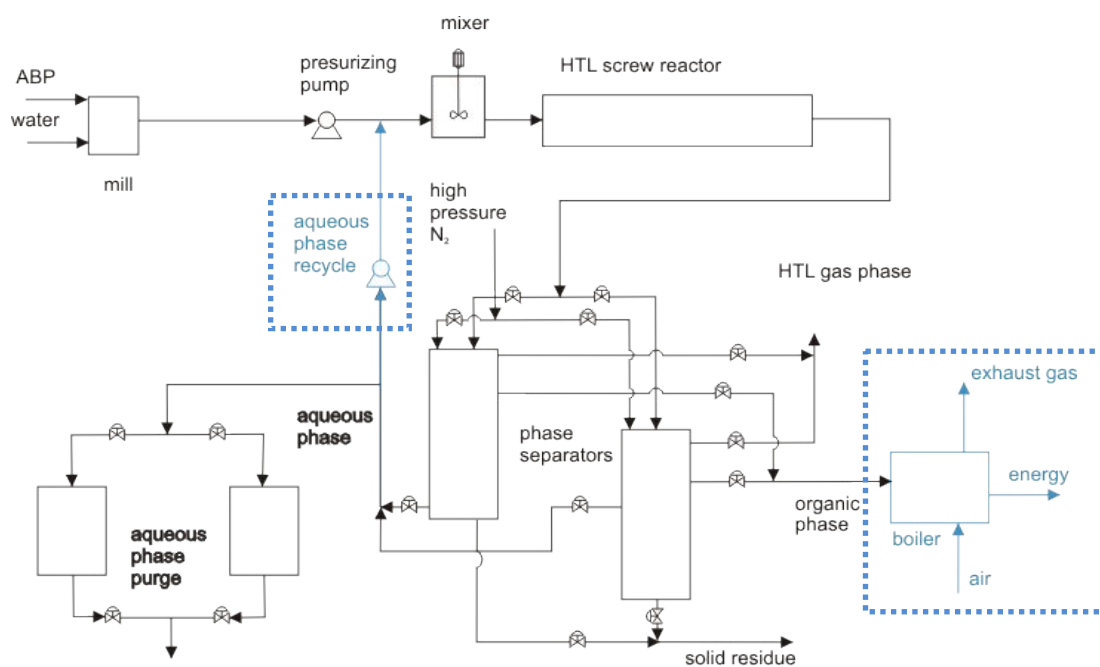 mixer
ABP
presurizing
pump
HTL screw reactor
water
mill
high
pressure
N₂
aqueous
phase
recycle
HTL gas phase
exhaust gas
aqueous
phase
phase
separators
energy
organic
phase
boiler
aqueous
phase
purge
air
solid residue